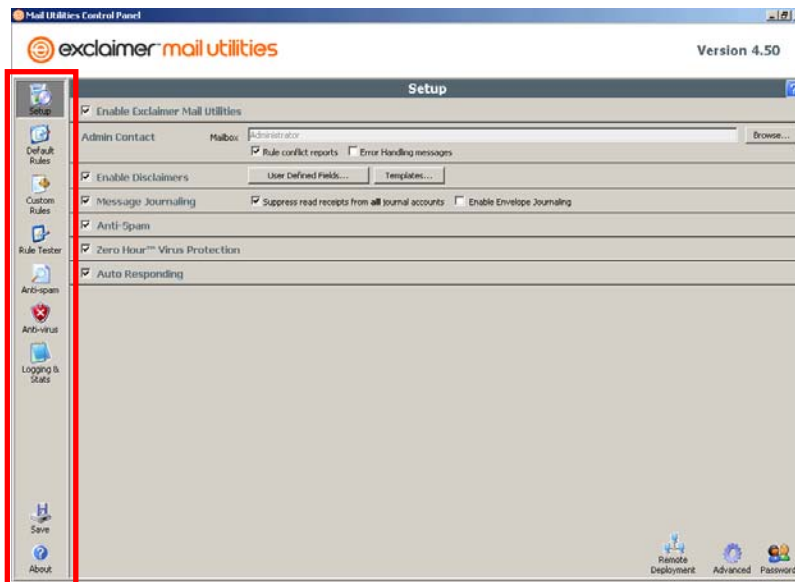 Mail Utilities Control Panel
exclaimer mail utilities
Version 4.50
Setup
Setup
Enable Exclaimer Mail Utilities
Admin Contact Mailbox Administrator Browse...
Rule conflict reports Error Handling messages
Enable Disclaimers User Defined Fields... Templates...
Message Journaling Suppress read receipts from all journal accounts Enable Envelope Journaling
Anti-Spam
Zero Hour™ Virus Protection
Auto Responding
Default
Rules
Custom
Rules
Rule Tester
Anti-spam
Anti-virus
Logging &
Stats
Save
About
Remote
Deployment
Advanced
Password